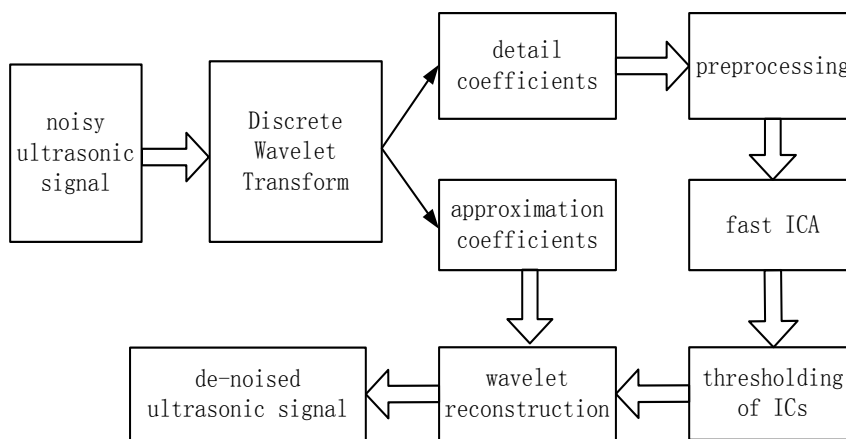 noisy
ultrasonic
signal
Discrete
Wavelet
Transform
detail
coefficients
preprocessing
approximation
coefficients
fast ICA
thresholding
of ICs
wavelet
reconstruction
de-noised
ultrasonic signal